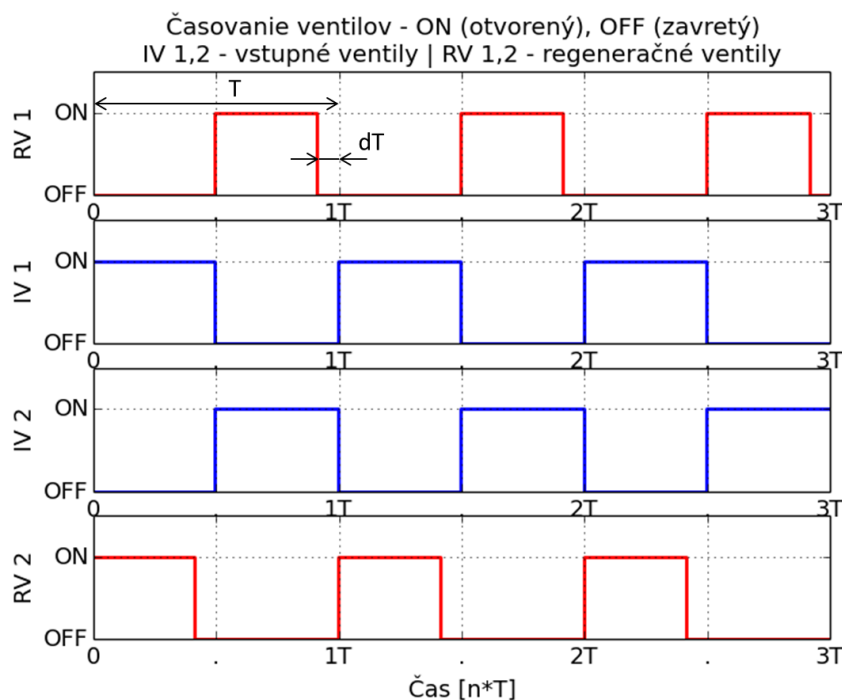 Časovanie ventilov - ON (otvorený), OFF (zavretý)
IV 1,2 - vstupné ventily | RV 1,2 - regeneračné ventily
T
ON
RV 1
dT
OFF
0 . 1T . 2T . 3T
ON
IV 1
OFF
0 . 1T . 2T . 3T
ON
IV 2
OFF
0 . 1T . 2T . 3T
ON
RV 2
OFF
0 . 1T . 2T . 3T
Čas [n*T]